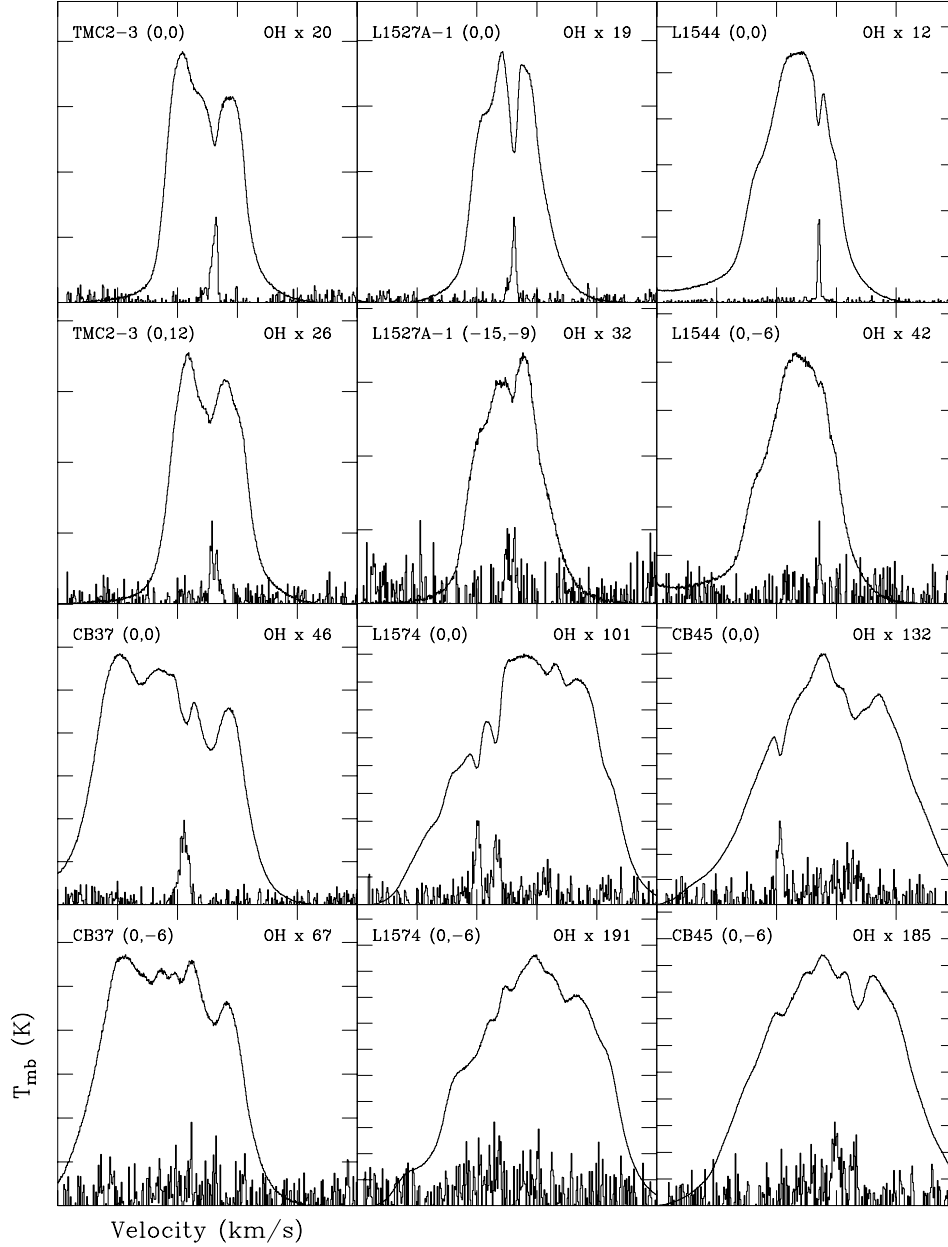 TMC2-3 (0,0) OH x 20
L1527A-1 (0,0) OH x 19
L1544 (0,0) OH x 12
TMC2-3 (0,12) OH x 26
L1527A-1 (-15,-9) OH x 32
L1544 (0,-6) OH x 42
CB37 (0,0) OH x 46
L1574 (0,0) OH x 101
CB45 (0,0) OH x 132
CB37 (0,-6) OH x 67
L1574 (0,-6) OH x 191
CB45 (0,-6) OH x 185
Tmb (K)
Velocity (km/s)